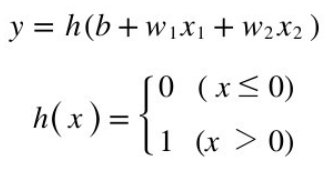 y = h(b + w₁x₁ + w₂x₂ )
h( x ) = { 0 ( x ≤ 0)
1 (x > 0)